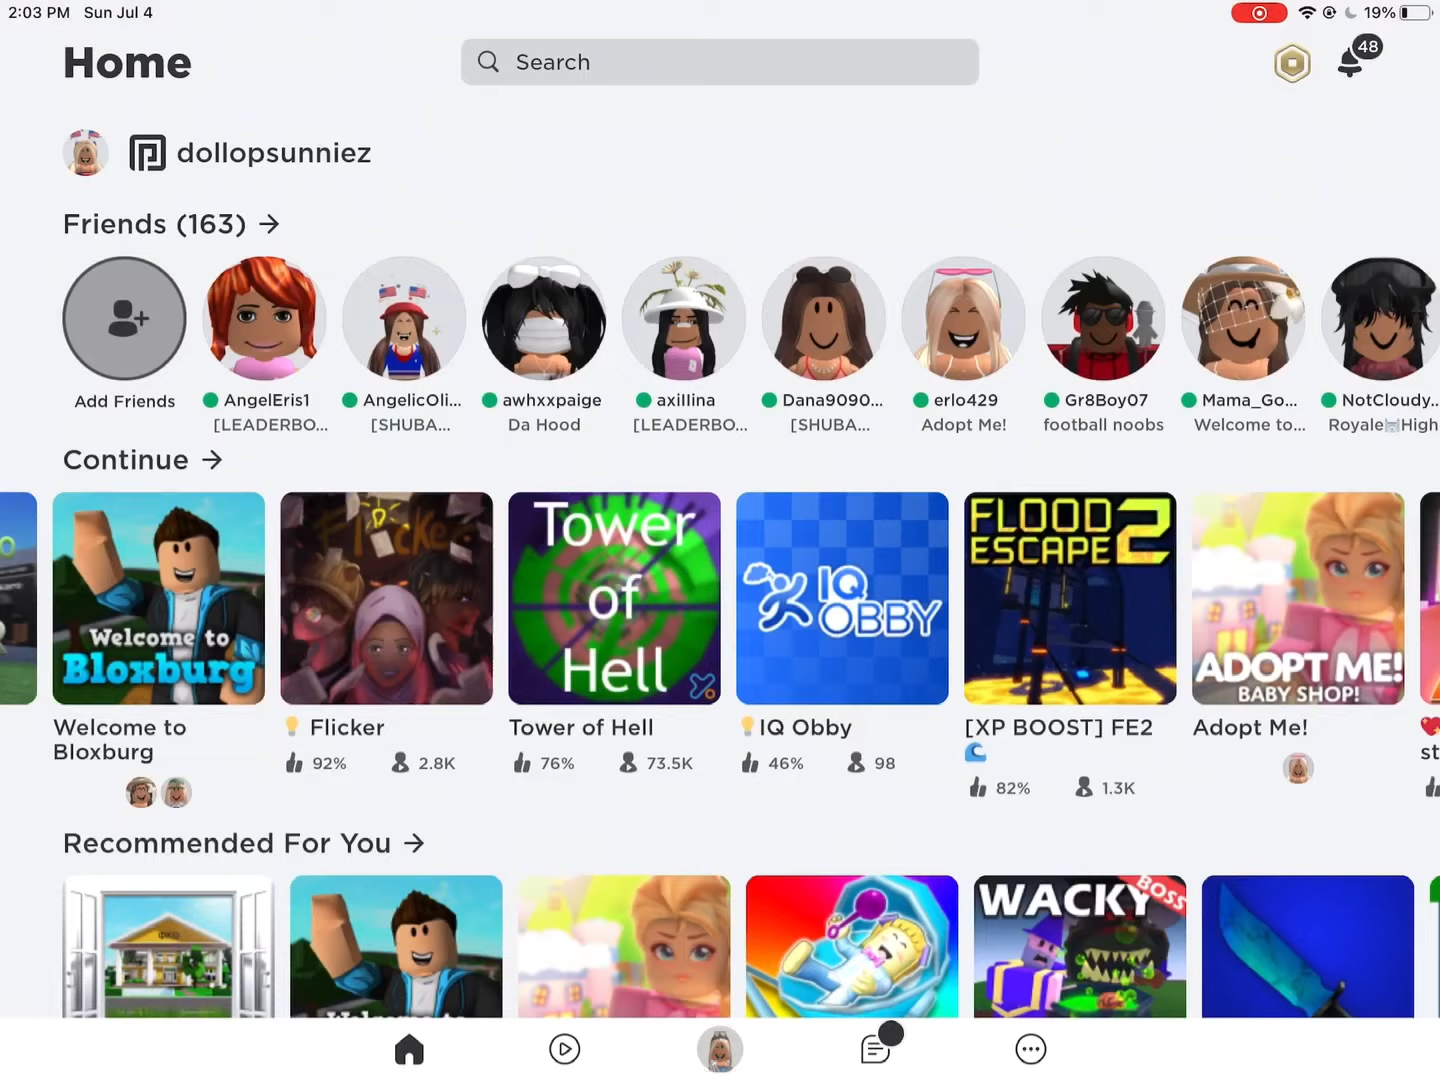 2:03 PM Sun Jul 4
19%
Home
Search
48
dollopsunniez
Friends (163) →
Add Friends
AngelEris1
[LEADERBO...
AngelicOli...
[SHUBA...
awhxxpaige
Da Hood
axillina
[LEADERBO...
Dana9090...
[SHUBA...
erlo429
Adopt Me!
Gr8Boy07
football noobs
Mama_Go...
Welcome to...
NotCloudy...
Royale High
Continue →
Welcome to
Bloxburg
Flicker
Tower
of
Hell
IQ
OBBY
FLOOD
ESCAPE 2
ADOPT ME!
BABY SHOP!
Welcome to
Bloxburg
Flicker
92% 2.8K
Tower of Hell
76% 73.5K
IQ Obby
46% 98
[XP BOOST] FE2
82% 1.3K
Adopt Me!
st
Recommended For You →
Welcome to
WACKY
BOSS